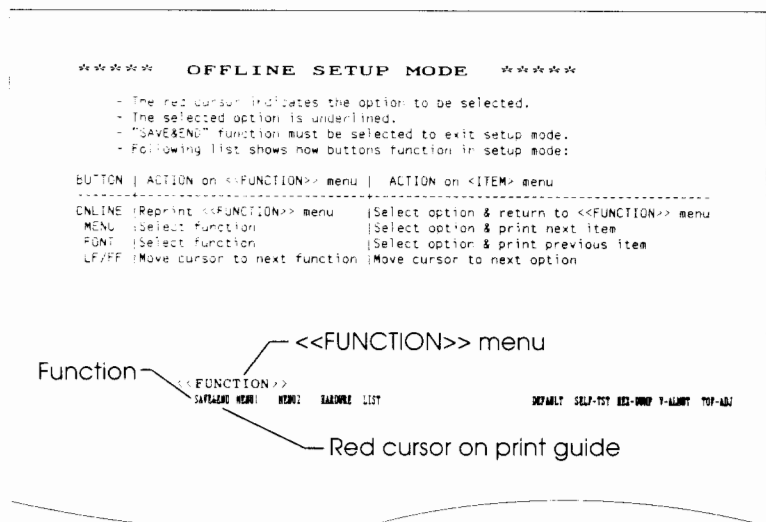 ***** OFFLINE SETUP MODE *****
- The red cursor indicates the option to be selected.
- The selected option is underlined.
- "SAVE&END" function must be selected to exit setup mode.
- Following list shows how buttons function in setup mode:
BUTTON | ACTION on <<FUNCTION>> menu | ACTION on <ITEM> menu
ONLINE |Reprint <<FUNCTION>> menu |Select option & return to <<FUNCTION>> menu
MENU |Select function |Select option & print next item
FONT |Select function |Select option & print previous item
LF/FF |Move cursor to next function |Move cursor to next option
<<FUNCTION>> menu
Function
<<FUNCTION>>
SAVE&END MENU1 MENU2 HARDWRE LIST DEFAULT SELF-TST HEX-DUMP V-ALMNT TOF-ADJ
Red cursor on print guide